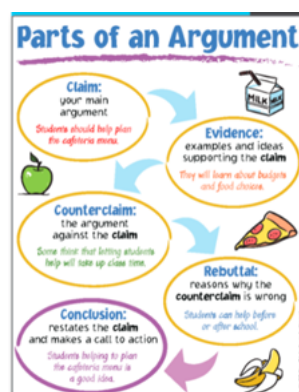 Parts of an Argument
Claim:
your main
argument
Students should help plan
the cafeteria menu.
MILK
Evidence:
examples and ideas
supporting the claim
They will learn about budgets
and food choices.
Counterclaim:
the argument
against the claim
Some think that letting students
help will take up class time.
Rebuttal:
reasons why the
counterclaim is wrong
Students can help before
or after school.
Conclusion:
restates the claim
and makes a call to action
Students helping to plan
the cafeteria menu is
a good idea.